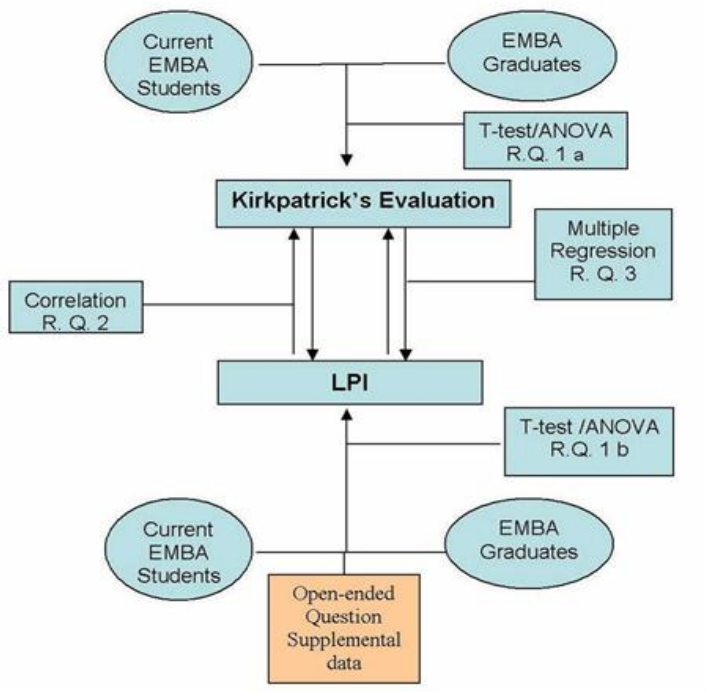 Current
EMBA
Students
EMBA
Graduates
T-test/ANOVA
R.Q. 1 a
Kirkpatrick's Evaluation
Multiple
Regression
R. Q. 3
Correlation
R. Q. 2
LPI
T-test /ANOVA
R.Q. 1 b
Current
EMBA
Students
EMBA
Graduates
Open-ended
Question
Supplemental
data